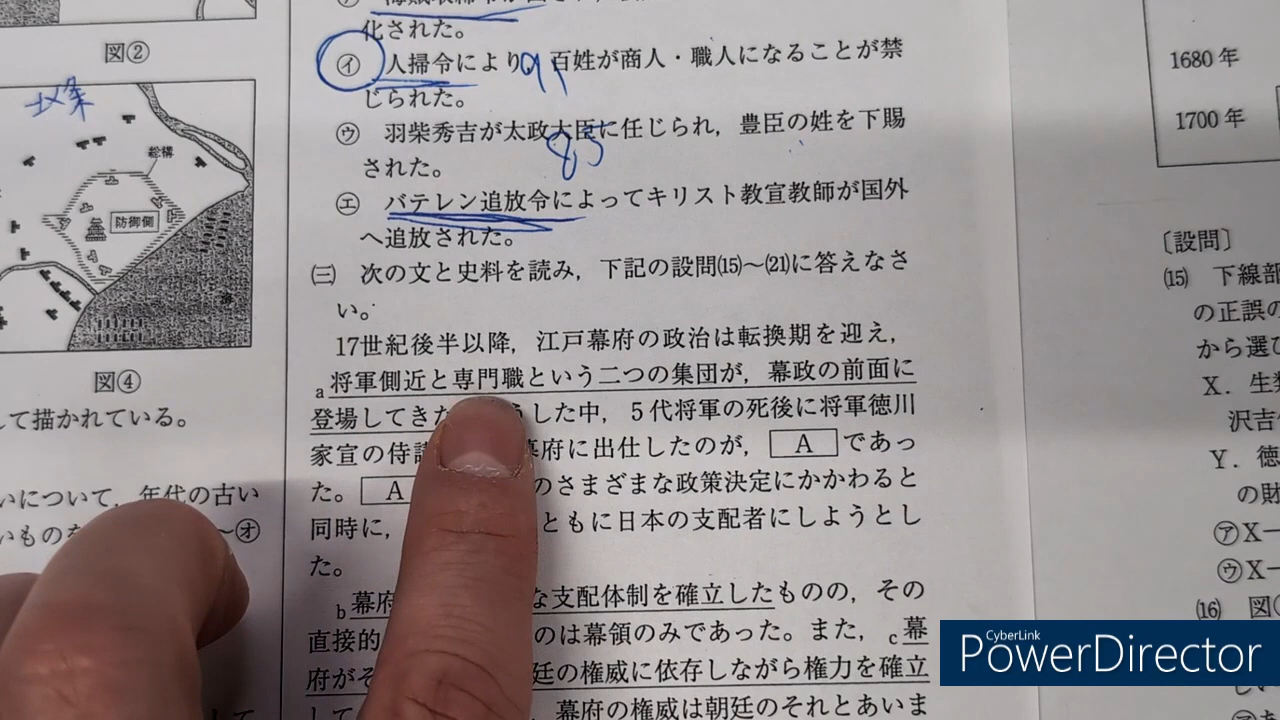 図②
総構
防御側
図④
して描かれている。
いについて，年代の古い
化された。
㋑ 人掃令により，百姓が商人・職人になることが禁
91
じられた。
㋒ 羽柴秀吉が太政大臣に任じられ，豊臣の姓を下賜
85
された。
㋓ バテレン追放令によってキリスト教宣教師が国外
へ追放された。
㈢ 次の文と史料を読み，下記の設問⒂〜(21)に答えなさ
い。
17世紀後半以降，江戸幕府の政治は転換期を迎え，
a将軍側近と専門職という二つの集団が，幕政の前面に
登場してきた した中，5代将軍の死後に将軍徳川
家宣の侍 幕府に出仕したのが， A であっ
た。 A のさまざまな政策決定にかかわると
同時に， ともに日本の支配者にしようとし
た。
b幕府 な支配体制を確立したものの，その
直接的 のは幕領のみであった。また，c幕
府がそ 廷の権威に依存しながら権力を確立
して 幕府の権威は朝廷のそれとあいま
1680年
1700年
〔設問〕
⒂ 下線部
の正誤の
から選び
X．生
沢吉
Y．徳
の財
㋐X－
㋒X－
⒃ 図
CyberLink
PowerDirector